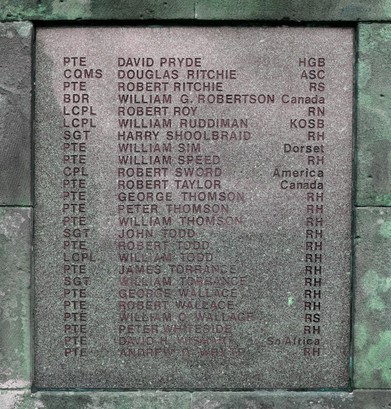 PTE DAVID PRYDE HGB
CQMS DOUGLAS RITCHIE ASC
PTE ROBERT RITCHIE RS
BDR WILLIAM G. ROBERTSON Canada
LCPL ROBERT ROY RN
LCPL WILLIAM RUDDIMAN KOSB
SGT HARRY SHOOLBRAID RH
PTE WILLIAM SIM Dorset
PTE WILLIAM SPEED RH
CPL ROBERT SWORD America
PTE ROBERT TAYLOR Canada
PTE GEORGE THOMSON RH
PTE PETER THOMSON RH
PTE WILLIAM THOMSON RH
SGT JOHN TODD RH
PTE ROBERT TODD RH
LCPL WILLIAM TODD RH
PTE JAMES TORRANCE RH
SGT WILLIAM TORRANCE RH
PTE GEORGE WALLACE RH
PTE ROBERT WALLACE RH
PTE WILLIAM WALLACE RS
PTE PETER WHITESIDE RH
PTE DAVID So Africa
PTE ANDREW RH